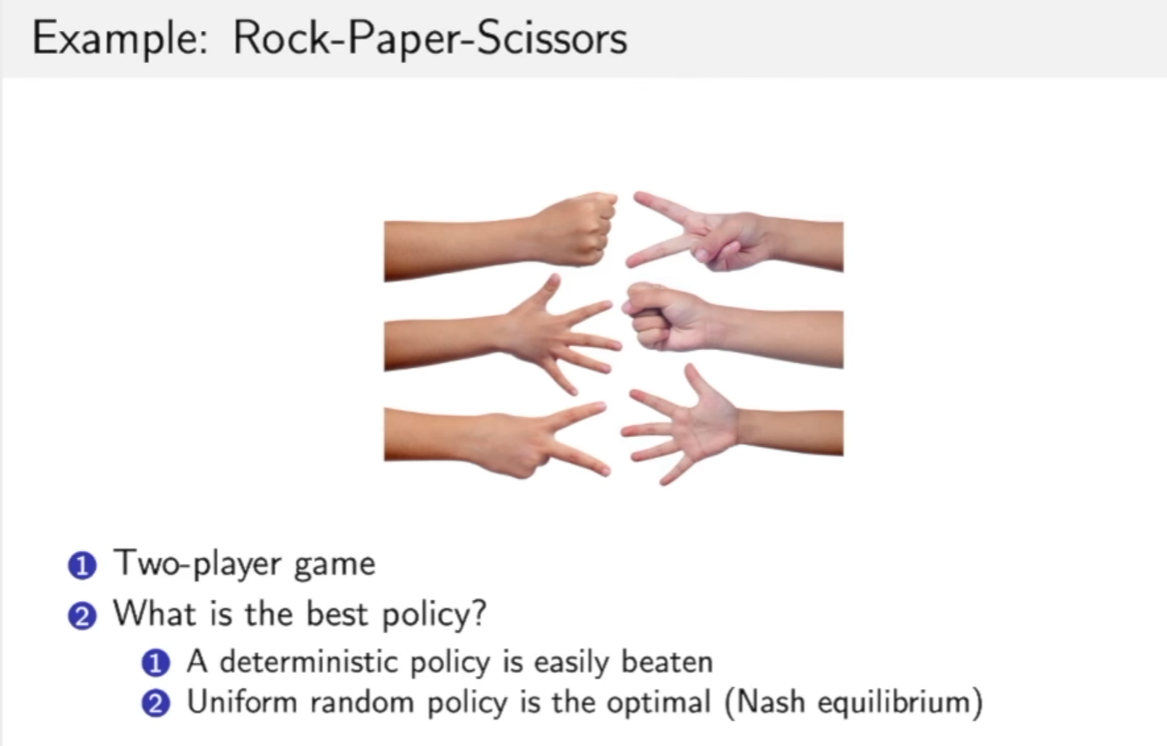 Example: Rock-Paper-Scissors
1 Two-player game
2 What is the best policy?
1 A deterministic policy is easily beaten
2 Uniform random policy is the optimal (Nash equilibrium)